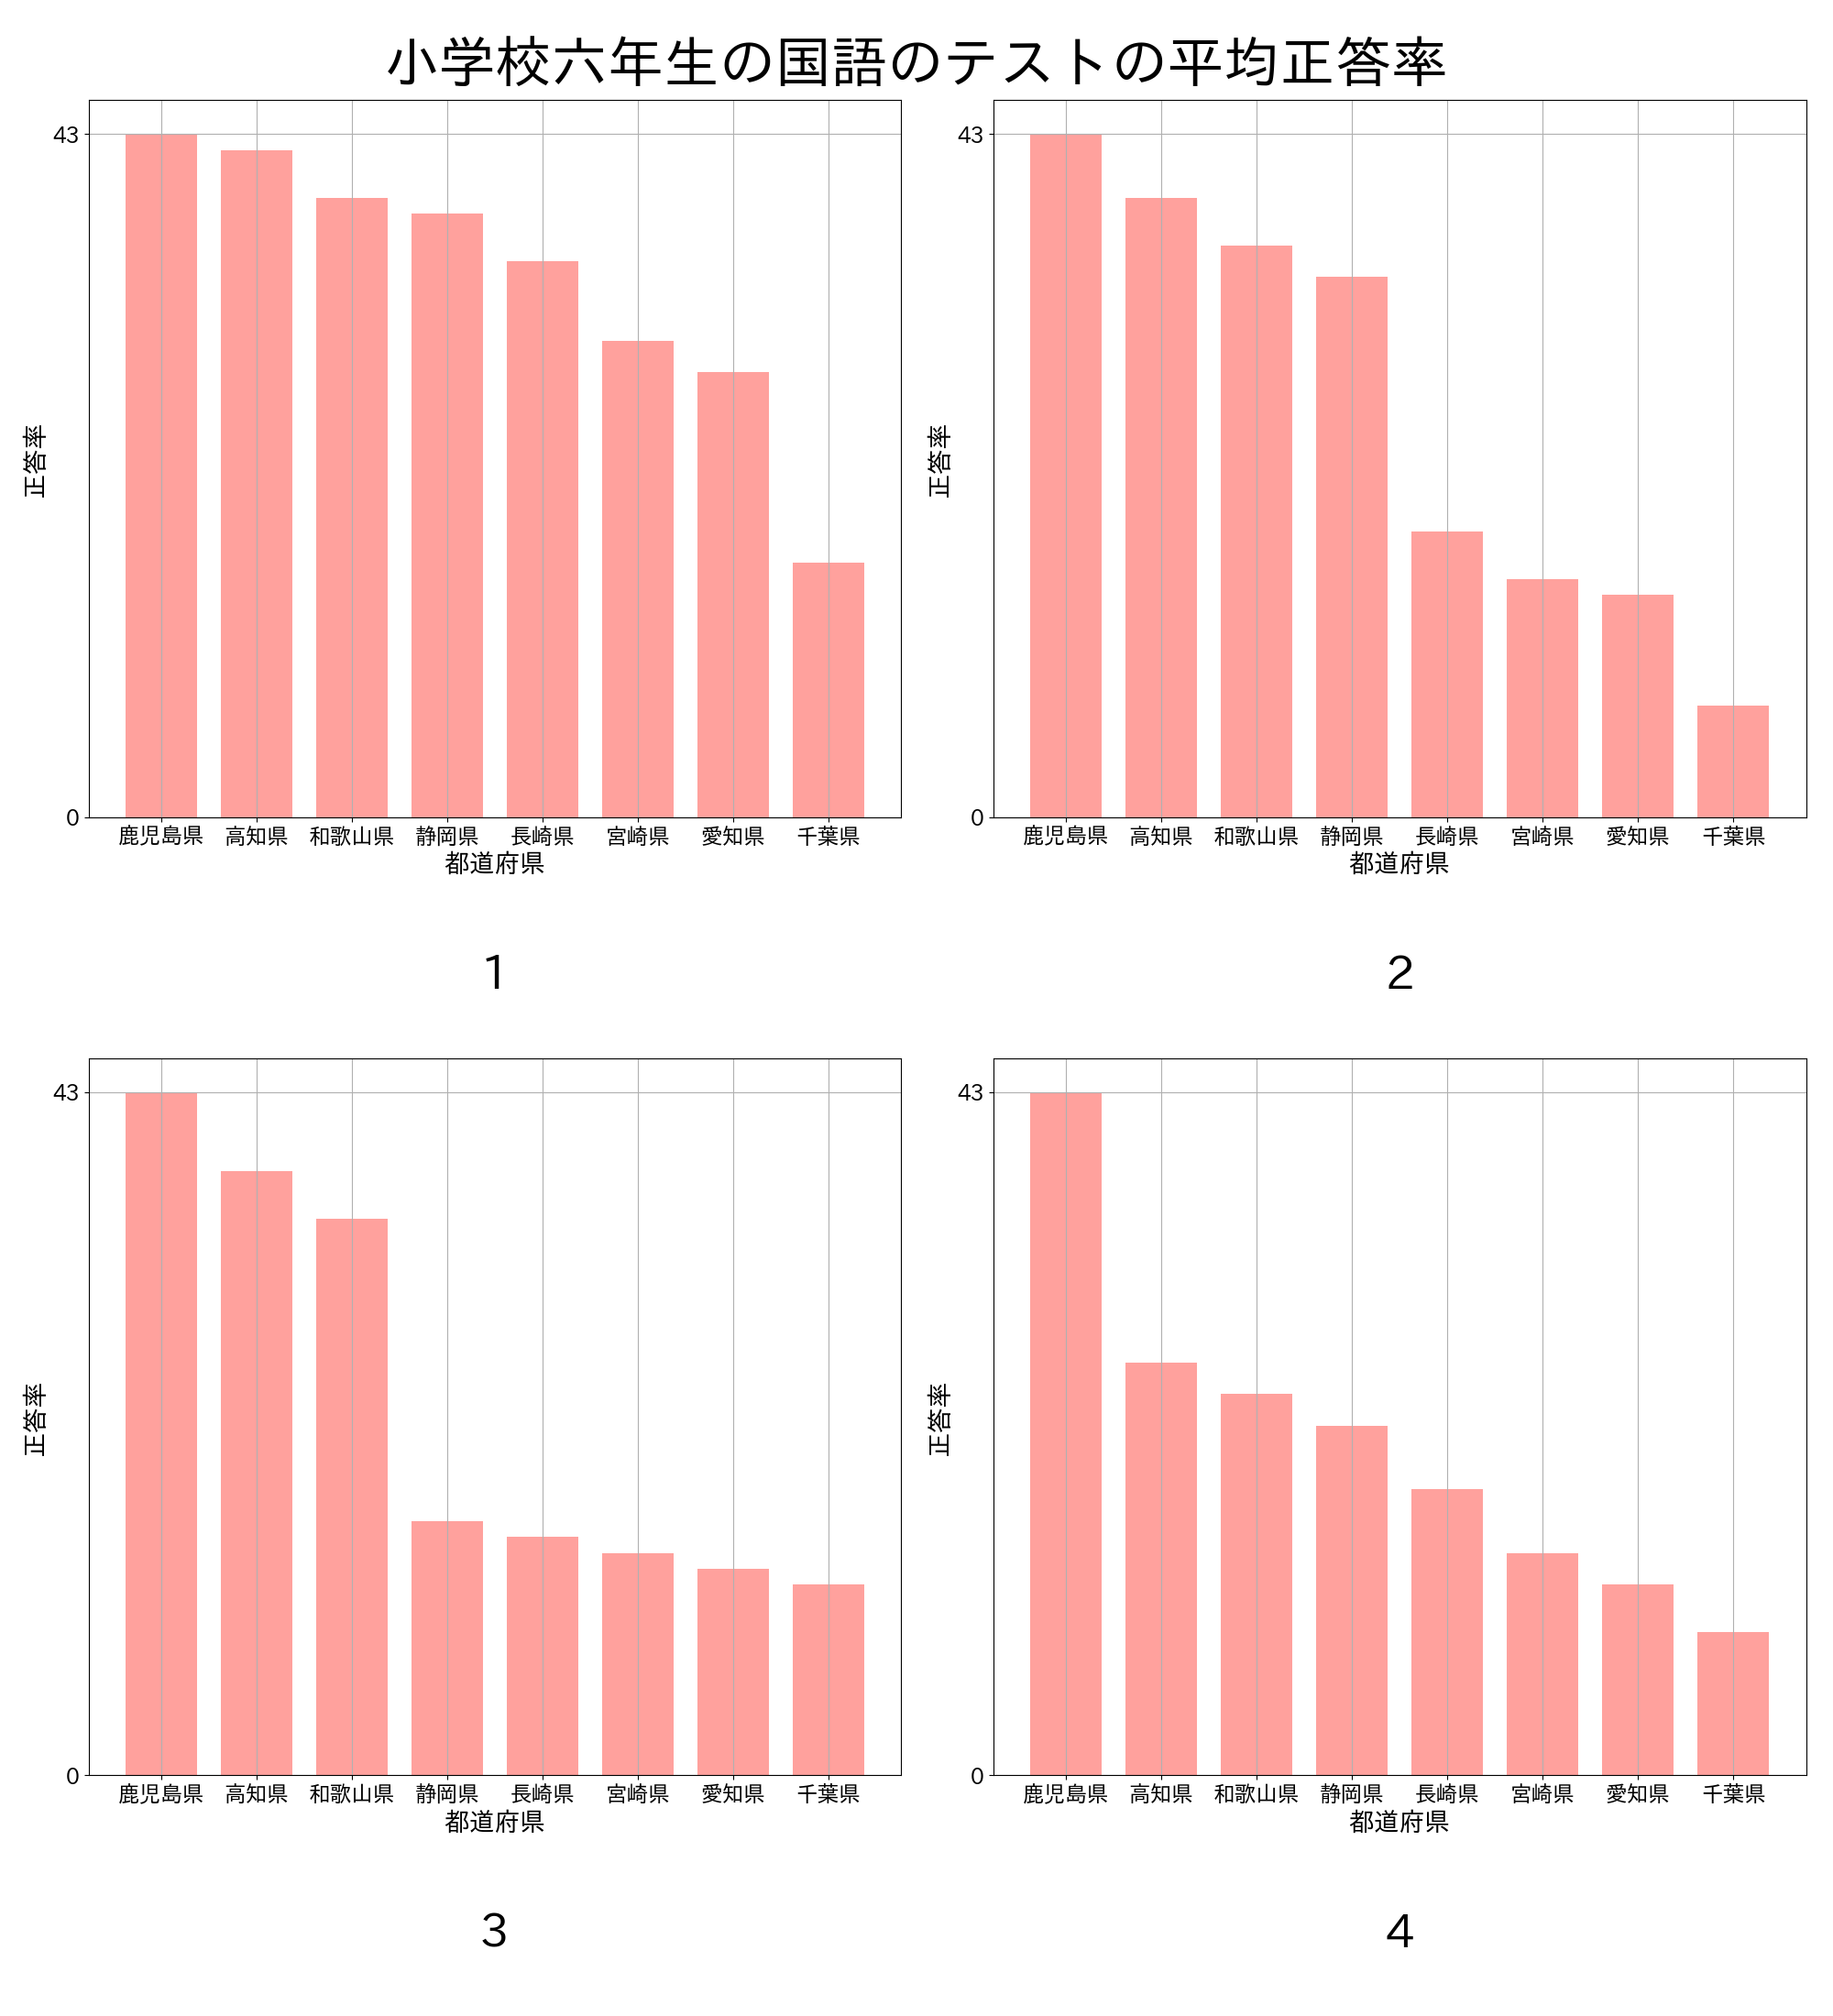 小学校六年生の国語のテストの平均正答率
43
正答率
0
鹿児島県 高知県 和歌山県 静岡県 長崎県 宮崎県 愛知県 千葉県
都道府県
1
43
正答率
0
鹿児島県 高知県 和歌山県 静岡県 長崎県 宮崎県 愛知県 千葉県
都道府県
2
43
正答率
0
鹿児島県 高知県 和歌山県 静岡県 長崎県 宮崎県 愛知県 千葉県
都道府県
3
43
正答率
0
鹿児島県 高知県 和歌山県 静岡県 長崎県 宮崎県 愛知県 千葉県
都道府県
4